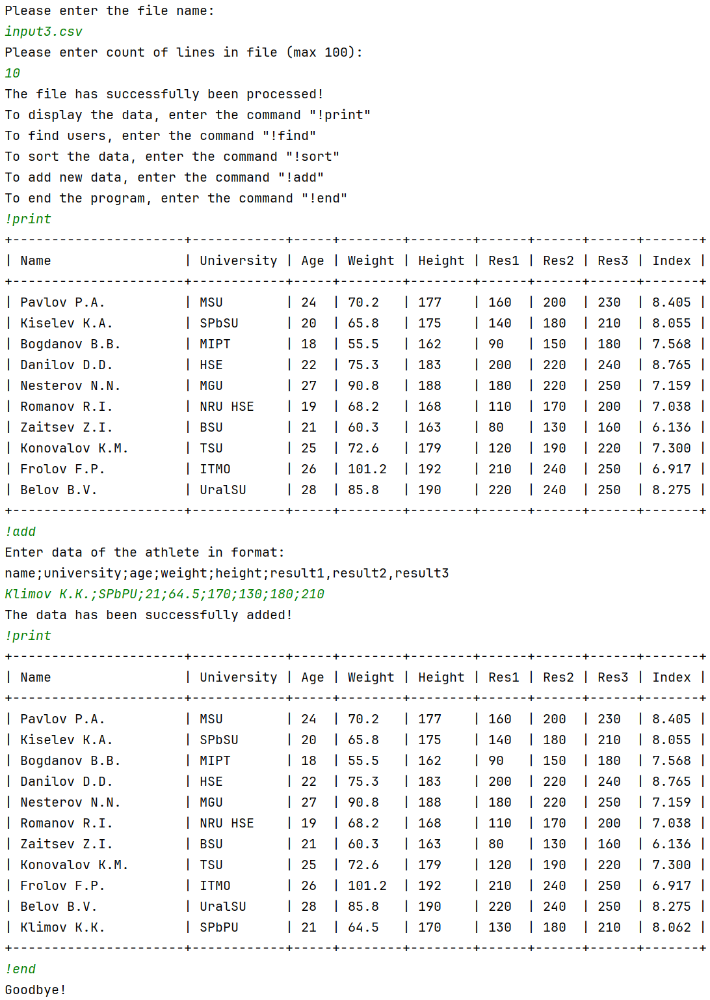 Please enter the file name:
input3.csv
Please enter count of lines in file (max 100):
10
The file has successfully been processed!
To display the data, enter the command "!print"
To find users, enter the command "!find"
To sort the data, enter the command "!sort"
To add new data, enter the command "!add"
To end the program, enter the command "!end"
!print
+----------------------+------------+-----+--------+--------+------+------+------+-------+
| Name                 | University | Age | Weight | Height | Res1 | Res2 | Res3 | Index |
+----------------------+------------+-----+--------+--------+------+------+------+-------+
| Pavlov P.A.          | MSU        | 24  | 70.2   | 177    | 160  | 200  | 230  | 8.405 |
| Kiselev K.A.         | SPbSU      | 20  | 65.8   | 175    | 140  | 180  | 210  | 8.055 |
| Bogdanov B.B.        | MIPT       | 18  | 55.5   | 162    | 90   | 150  | 180  | 7.568 |
| Danilov D.D.         | HSE        | 22  | 75.3   | 183    | 200  | 220  | 240  | 8.765 |
| Nesterov N.N.        | MGU        | 27  | 90.8   | 188    | 180  | 220  | 250  | 7.159 |
| Romanov R.I.         | NRU HSE    | 19  | 68.2   | 168    | 110  | 170  | 200  | 7.038 |
| Zaitsev Z.I.         | BSU        | 21  | 60.3   | 163    | 80   | 130  | 160  | 6.136 |
| Konovalov K.M.       | TSU        | 25  | 72.6   | 179    | 120  | 190  | 220  | 7.300 |
| Frolov F.P.          | ITMO       | 26  | 101.2  | 192    | 210  | 240  | 250  | 6.917 |
| Belov B.V.           | UralSU     | 28  | 85.8   | 190    | 220  | 240  | 250  | 8.275 |
+----------------------+------------+-----+--------+--------+------+------+------+-------+
!add
Enter data of the athlete in format:
name;university;age;weight;height;result1,result2,result3
Klimov K.K.;SPbPU;21;64.5;170;130;180;210
The data has been successfully added!
!print
+----------------------+------------+-----+--------+--------+------+------+------+-------+
| Name                 | University | Age | Weight | Height | Res1 | Res2 | Res3 | Index |
+----------------------+------------+-----+--------+--------+------+------+------+-------+
| Pavlov P.A.          | MSU        | 24  | 70.2   | 177    | 160  | 200  | 230  | 8.405 |
| Kiselev K.A.         | SPbSU      | 20  | 65.8   | 175    | 140  | 180  | 210  | 8.055 |
| Bogdanov B.B.        | MIPT       | 18  | 55.5   | 162    | 90   | 150  | 180  | 7.568 |
| Danilov D.D.         | HSE        | 22  | 75.3   | 183    | 200  | 220  | 240  | 8.765 |
| Nesterov N.N.        | MGU        | 27  | 90.8   | 188    | 180  | 220  | 250  | 7.159 |
| Romanov R.I.         | NRU HSE    | 19  | 68.2   | 168    | 110  | 170  | 200  | 7.038 |
| Zaitsev Z.I.         | BSU        | 21  | 60.3   | 163    | 80   | 130  | 160  | 6.136 |
| Konovalov K.M.       | TSU        | 25  | 72.6   | 179    | 120  | 190  | 220  | 7.300 |
| Frolov F.P.          | ITMO       | 26  | 101.2  | 192    | 210  | 240  | 250  | 6.917 |
| Belov B.V.           | UralSU     | 28  | 85.8   | 190    | 220  | 240  | 250  | 8.275 |
| Klimov K.K.          | SPbPU      | 21  | 64.5   | 170    | 130  | 180  | 210  | 8.062 |
+----------------------+------------+-----+--------+--------+------+------+------+-------+
!end
Goodbye!